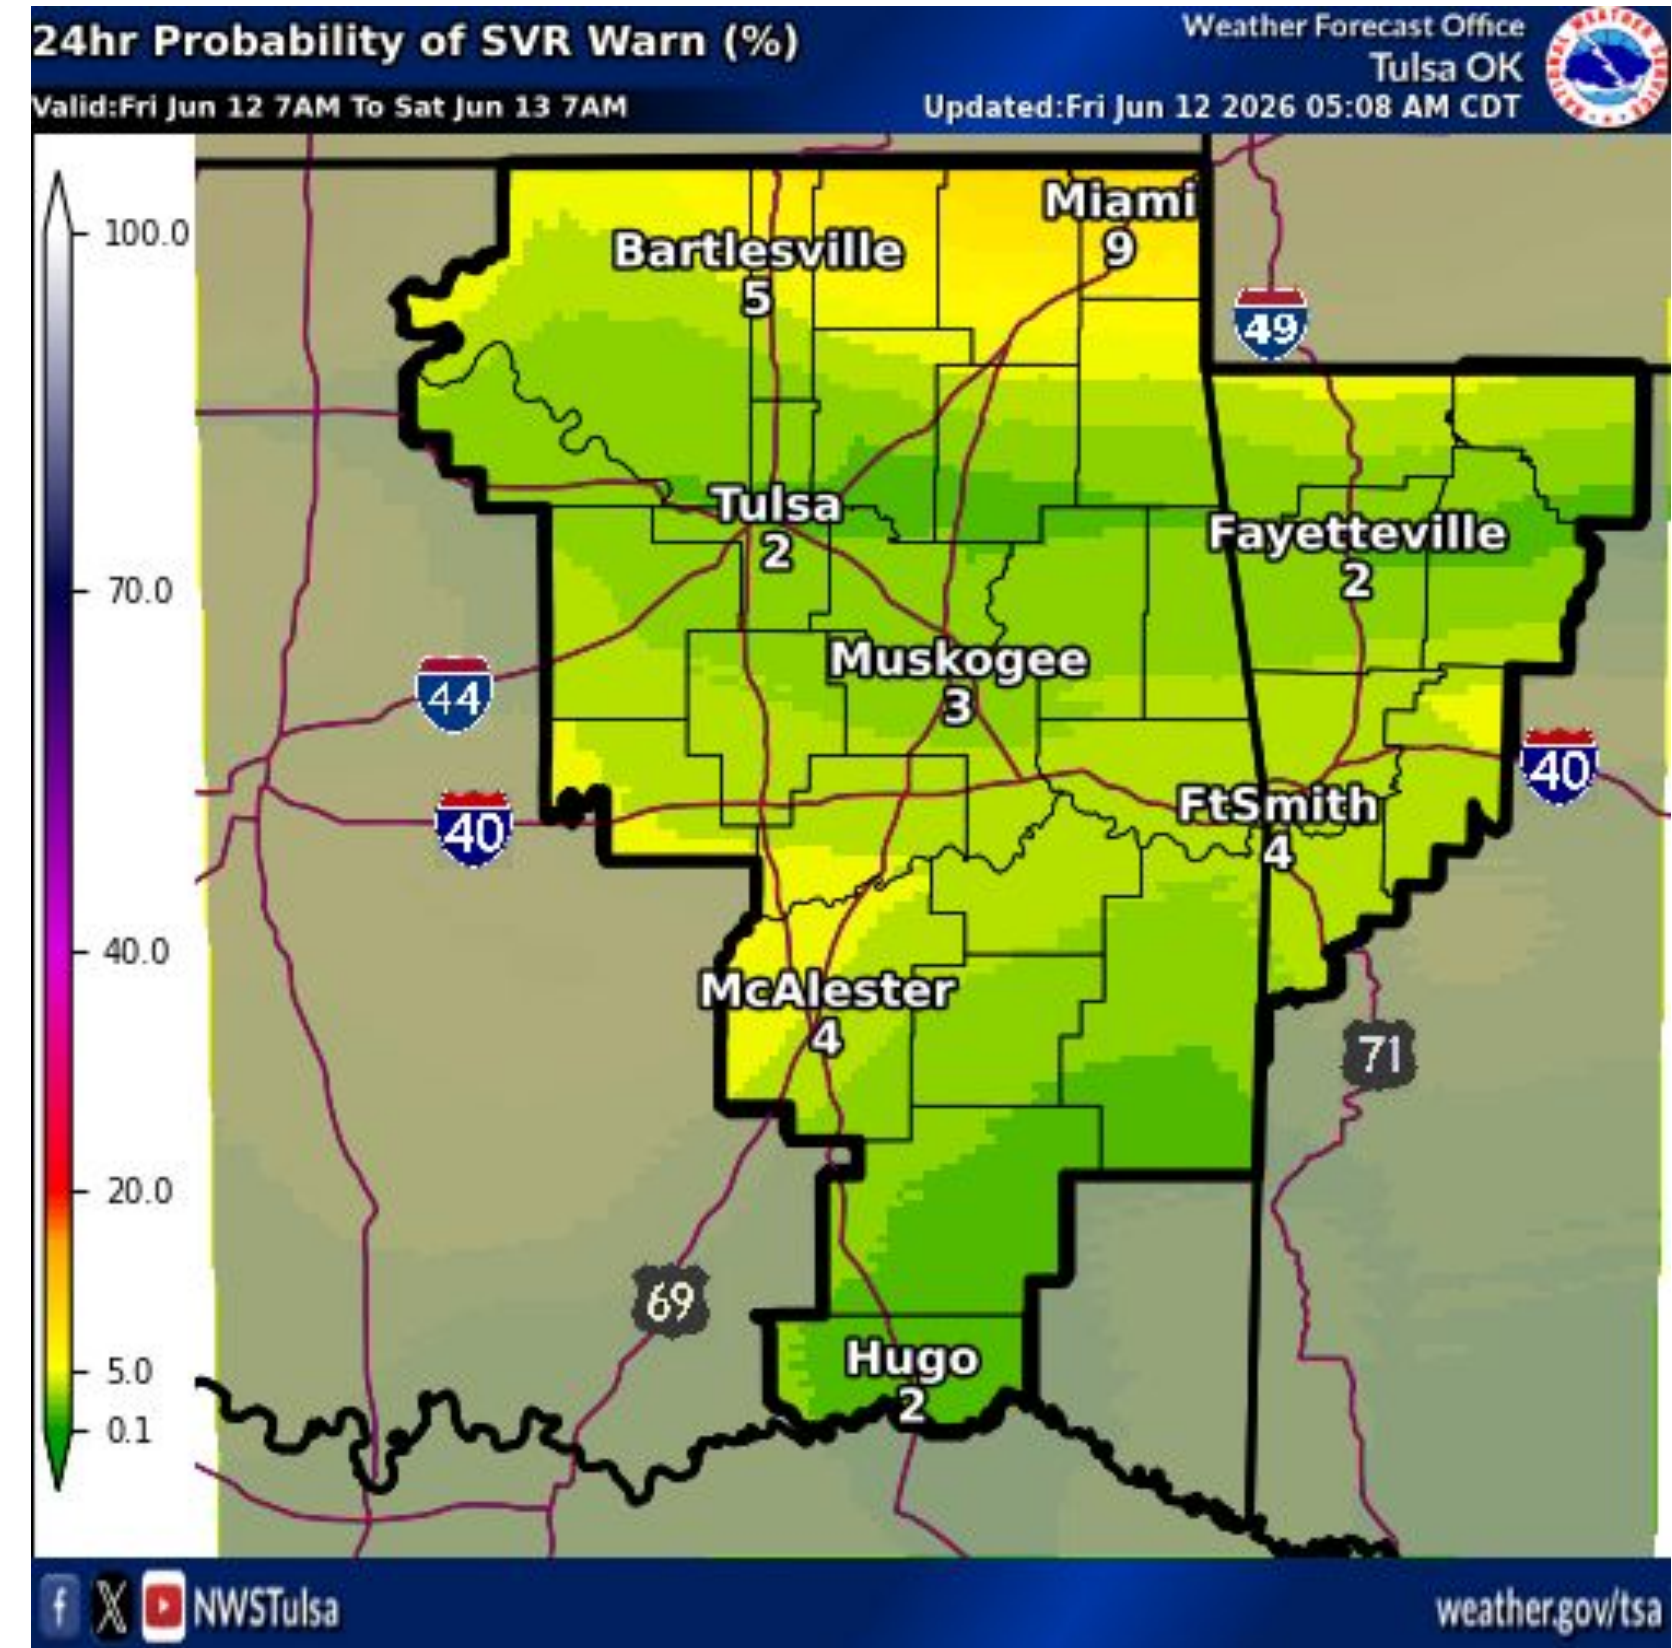 24hr Probability of SVR Warn (%)
Weather Forecast Office
Tulsa OK
Valid:Fri Jun 12 7AM To Sat Jun 13 7AM
Updated:Fri Jun 12 2026 05:08 AM CDT
100.0
70.0
40.0
20.0
5.0
0.1
Miami
9
Bartlesville
5
49
Tulsa
2
Fayetteville
2
Muskogee
3
44
40
40
FtSmith
4
McAlester
4
71
69
Hugo
2
NWSTulsa
weather.gov/tsa